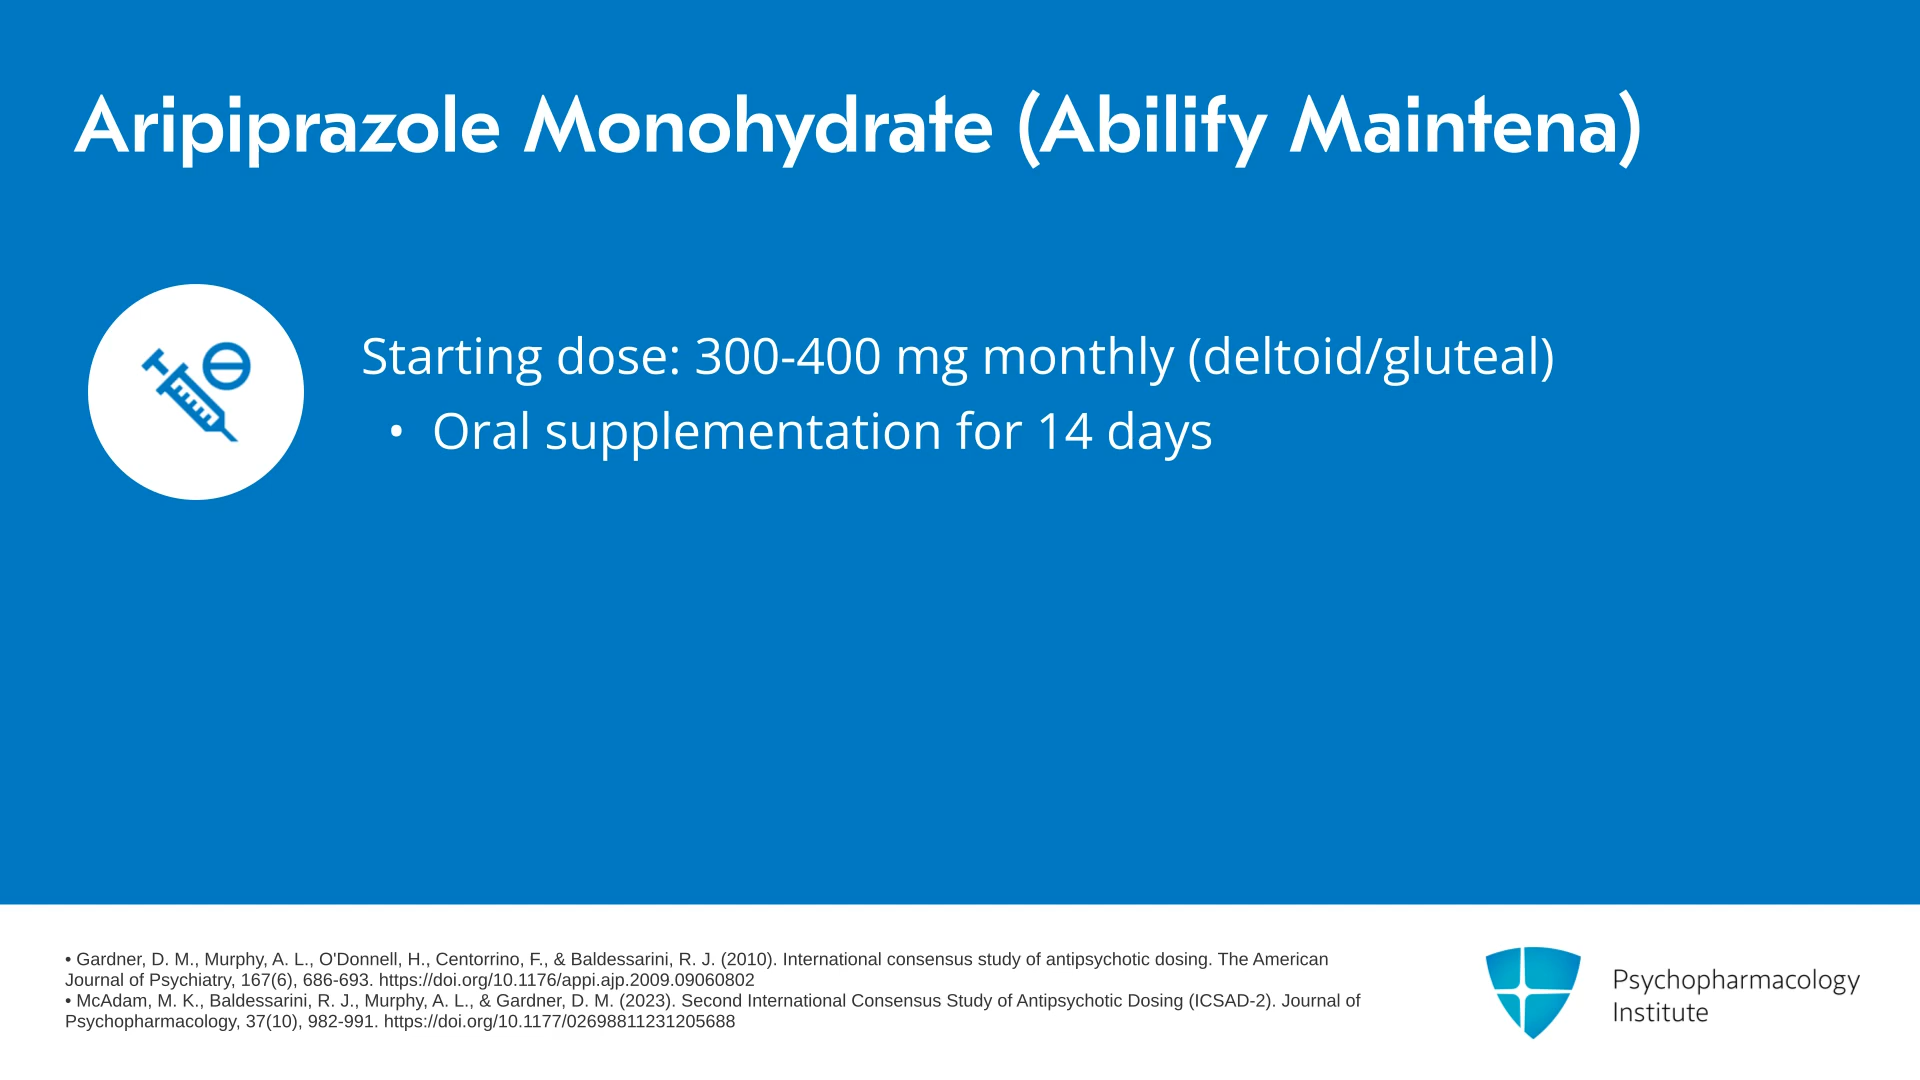 Aripiprazole Monohydrate (Abilify Maintena)
Starting dose: 300-400 mg monthly (deltoid/gluteal)
• Oral supplementation for 14 days
• Gardner, D. M., Murphy, A. L., O'Donnell, H., Centorrino, F., & Baldessarini, R. J. (2010). International consensus study of antipsychotic dosing. The American
Journal of Psychiatry, 167(6), 686-693. https://doi.org/10.1176/appi.ajp.2009.09060802
• McAdam, M. K., Baldessarini, R. J., Murphy, A. L., & Gardner, D. M. (2023). Second International Consensus Study of Antipsychotic Dosing (ICSAD-2). Journal of
Psychopharmacology, 37(10), 982-991. https://doi.org/10.1177/02698811231205688
Psychopharmacology
Institute